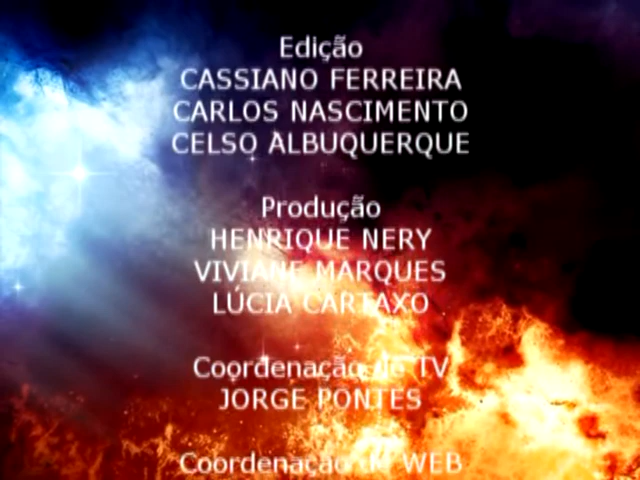 Edição
CASSIANO FERREIRA
CARLOS NASCIMENTO
CELSO ALBUQUERQUE
Produção
HENRIQUE NERY
VIVIANE MARQUES
LÚCIA CARTAXO
Coordenação de TV
JORGE PONTES
Coordenação de WEB